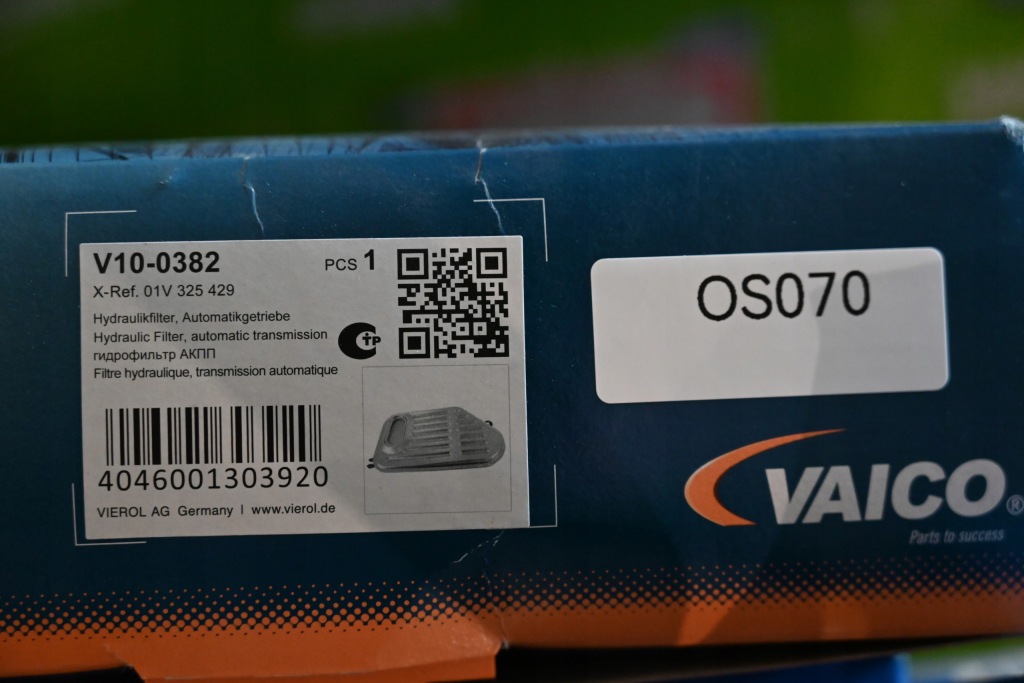 V10-0382
PCS 1
X-Ref. 01V 325 429
Hydraulikfilter, Automatikgetriebe
Hydraulic Filter, automatic transmission
гидрофильтр АКПП
Filtre hydraulique, transmission automatique
CTP
4046001303920
VIEROL AG Germany | www.vierol.de
OS070
VAICO®
Parts to success